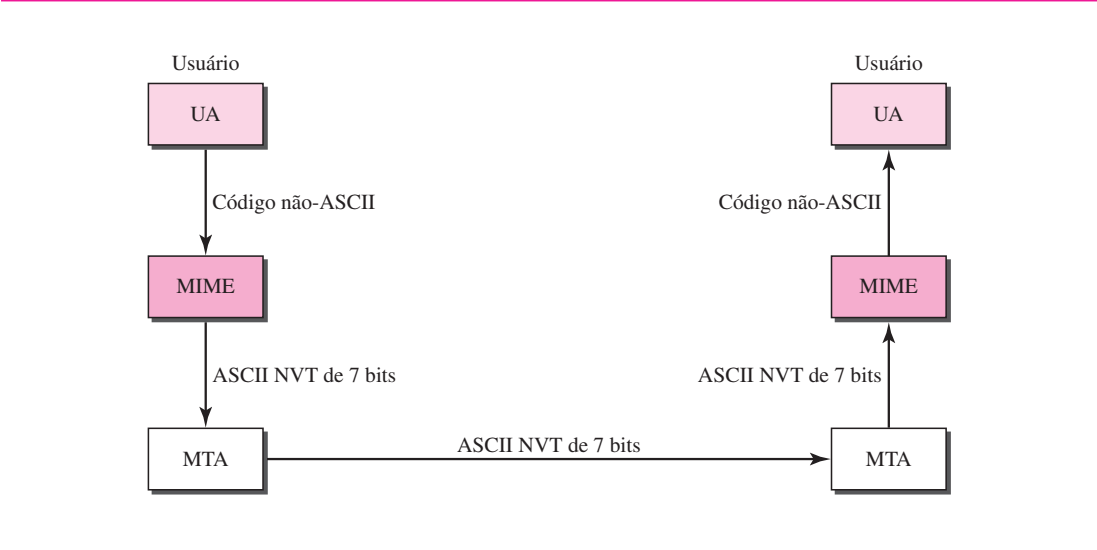 Usuário
Usuário
UA
UA
Código não-ASCII
Código não-ASCII
MIME
MIME
ASCII NVT de 7 bits
ASCII NVT de 7 bits
ASCII NVT de 7 bits
MTA
MTA